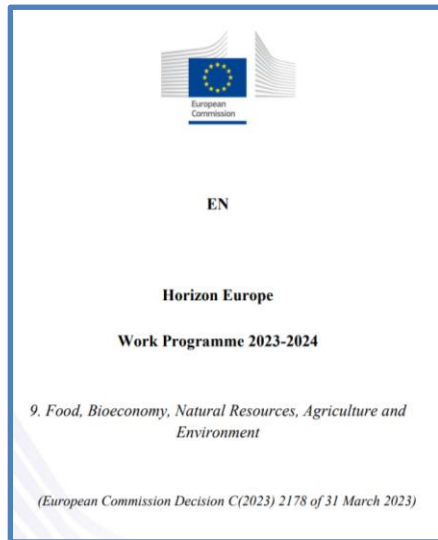 European
Commission
EN
Horizon Europe
Work Programme 2023-2024
9. Food, Bioeconomy, Natural Resources, Agriculture and
Environment
(European Commission Decision C(2023) 2178 of 31 March 2023)